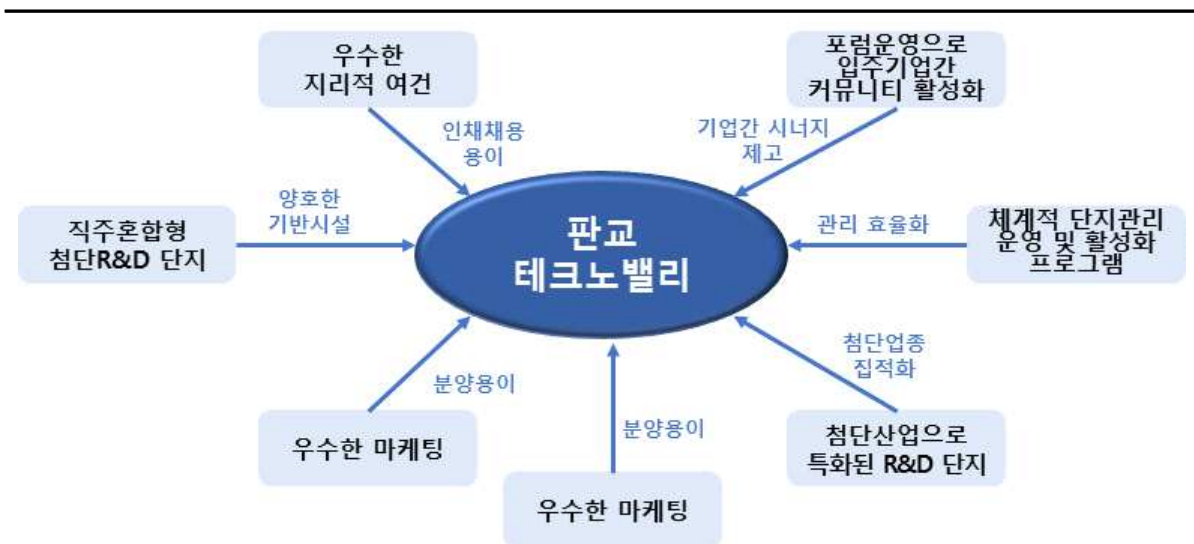 우수한
지리적 여건
포럼운영으로
입주기업간
커뮤니티 활성화
인채채용
용이
기업간 시너지
제고
직주혼합형
첨단R&D 단지
양호한
기반시설
판교
테크노밸리
관리 효율화
체계적 단지관리
운영 및 활성화
프로그램
분양용이
우수한 마케팅
분양용이
우수한 마케팅
첨단업종
집적화
첨단산업으로
특화된 R&D 단지